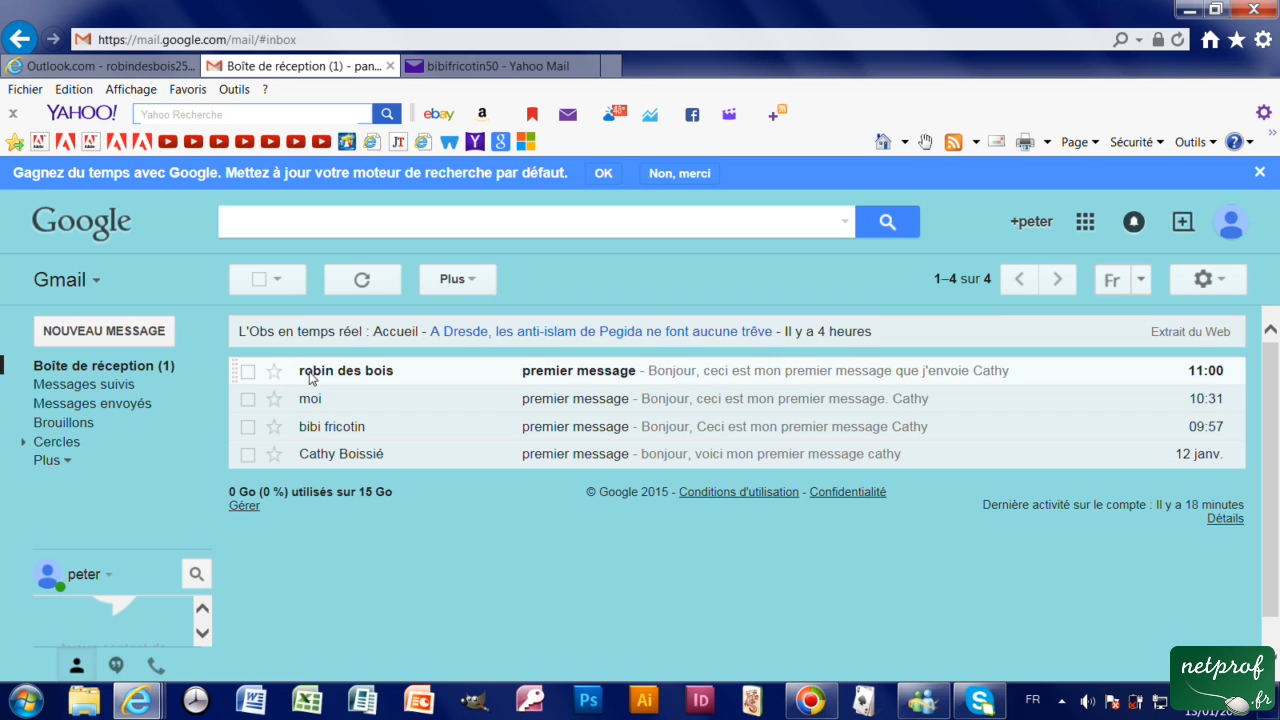 https://mail.google.com/mail/#inbox
Outlook.com - robindesbois25...
Boîte de réception (1) - pan...
bibifricotin50 - Yahoo Mail
Fichier Edition Affichage Favoris Outils ?
x YAHOO! Yahoo Recherche ebay a 48° f
JT Y 8 Page Sécurité Outils ?
Gagnez du temps avec Google. Mettez à jour votre moteur de recherche par défaut. OK Non, merci
Google +peter
Gmail Plus 1–4 sur 4 Fr
NOUVEAU MESSAGE
L'Obs en temps réel : Accueil - A Dresde, les anti-islam de Pegida ne font aucune trêve - Il y a 4 heures Extrait du Web
Boîte de réception (1)
Messages suivis
Messages envoyés
Brouillons
Cercles
Plus
robin des bois premier message - Bonjour, ceci est mon premier message que j'envoie Cathy 11:00
moi premier message - Bonjour, ceci est mon premier message. Cathy 10:31
bibi fricotin premier message - Bonjour, Ceci est mon premier message Cathy 09:57
Cathy Boissié premier message - bonjour, voici mon premier message cathy 12 janv.
0 Go (0 %) utilisés sur 15 Go
Gérer
© Google 2015 - Conditions d'utilisation - Confidentialité
Dernière activité sur le compte : Il y a 18 minutes
Détails
peter
Ps Ai ID FR
netprof
.fr